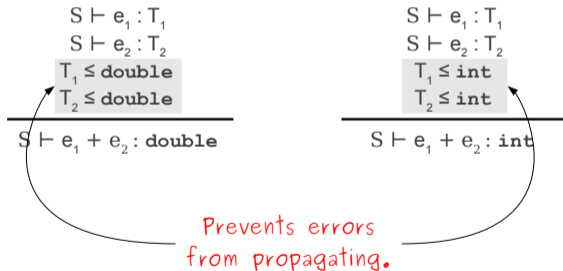 S ⊢ e₁ : T₁
S ⊢ e₂ : T₂
T₁ ≤ double
T₂ ≤ double
S ⊢ e₁ + e₂ : double
S ⊢ e₁ : T₁
S ⊢ e₂ : T₂
T₁ ≤ int
T₂ ≤ int
S ⊢ e₁ + e₂ : int
Prevents errors
from propagating.